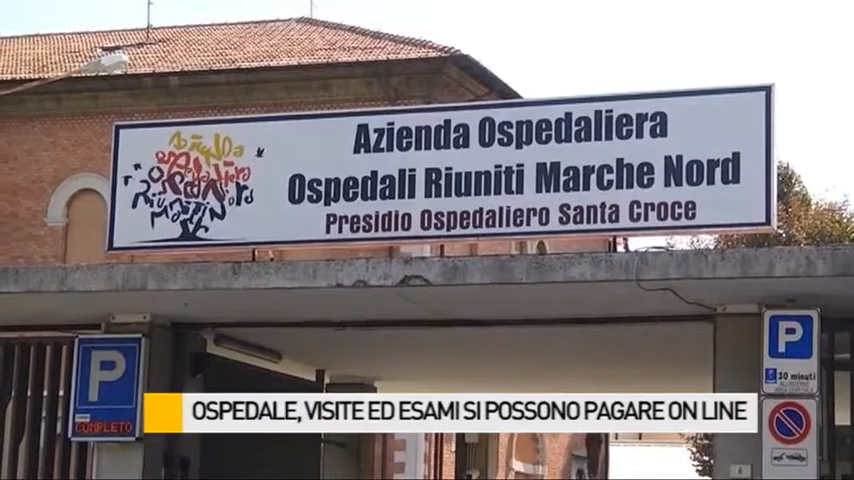 Azienda Ospedaliera
Ospedali Riuniti Marche Nord
Presidio Ospedaliero Santa Croce
P
COMPLETO
P
30 minuti
OSPEDALE, VISITE ED ESAMI SI POSSONO PAGARE ON LINE
6